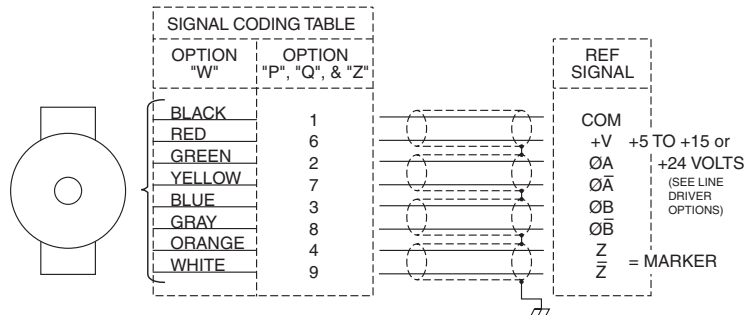 SIGNAL CODING TABLE
OPTION "W"
OPTION "P", "Q", & "Z"
REF SIGNAL
BLACK 1 COM
RED 6 +V +5 TO +15 or
GREEN 2 ØA +24 VOLTS
YELLOW 7 ØA̅ (SEE LINE
BLUE 3 ØB DRIVER
GRAY 8 ØB̅ OPTIONS)
ORANGE 4 Z
WHITE 9 Z̅ = MARKER